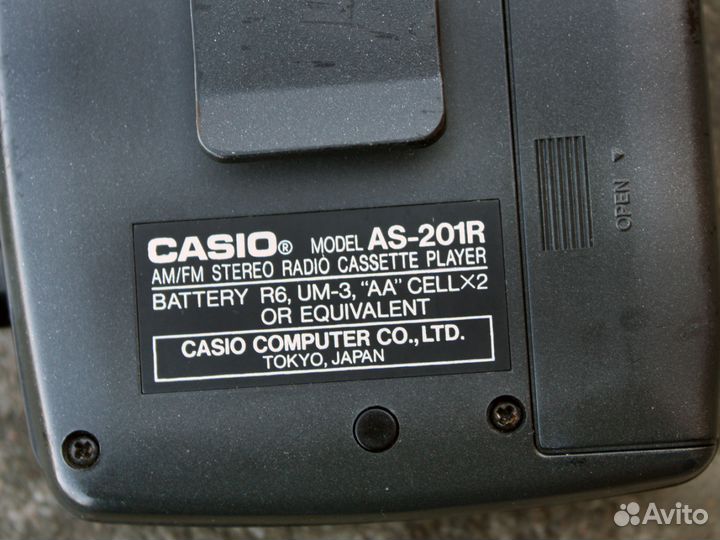 CASIO® MODEL AS-201R
AM/FM STEREO RADIO CASSETTE PLAYER
BATTERY R6, UM-3, “AA” CELL×2
OR EQUIVALENT
CASIO COMPUTER CO., LTD.
TOKYO, JAPAN
OPEN
Avito